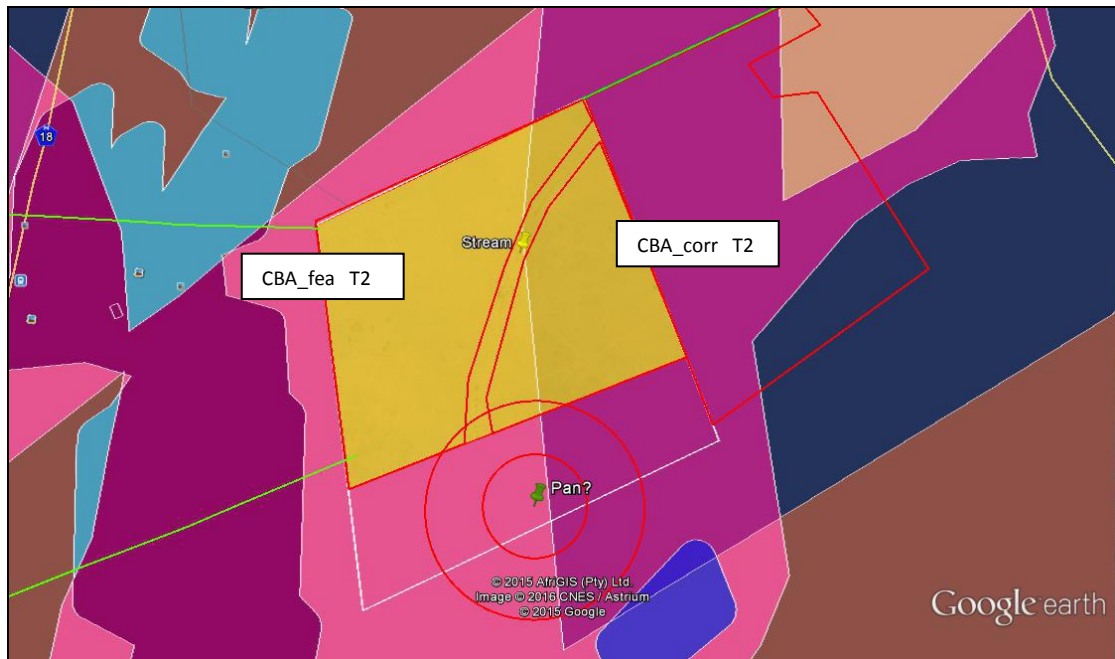 18
Stream
CBA_corr T2
CBA_fea T2
Pan?
© 2015 AfriGIS (Pty) Ltd.
Image © 2016 CNES / Astrium
© 2015 Google
Google earth